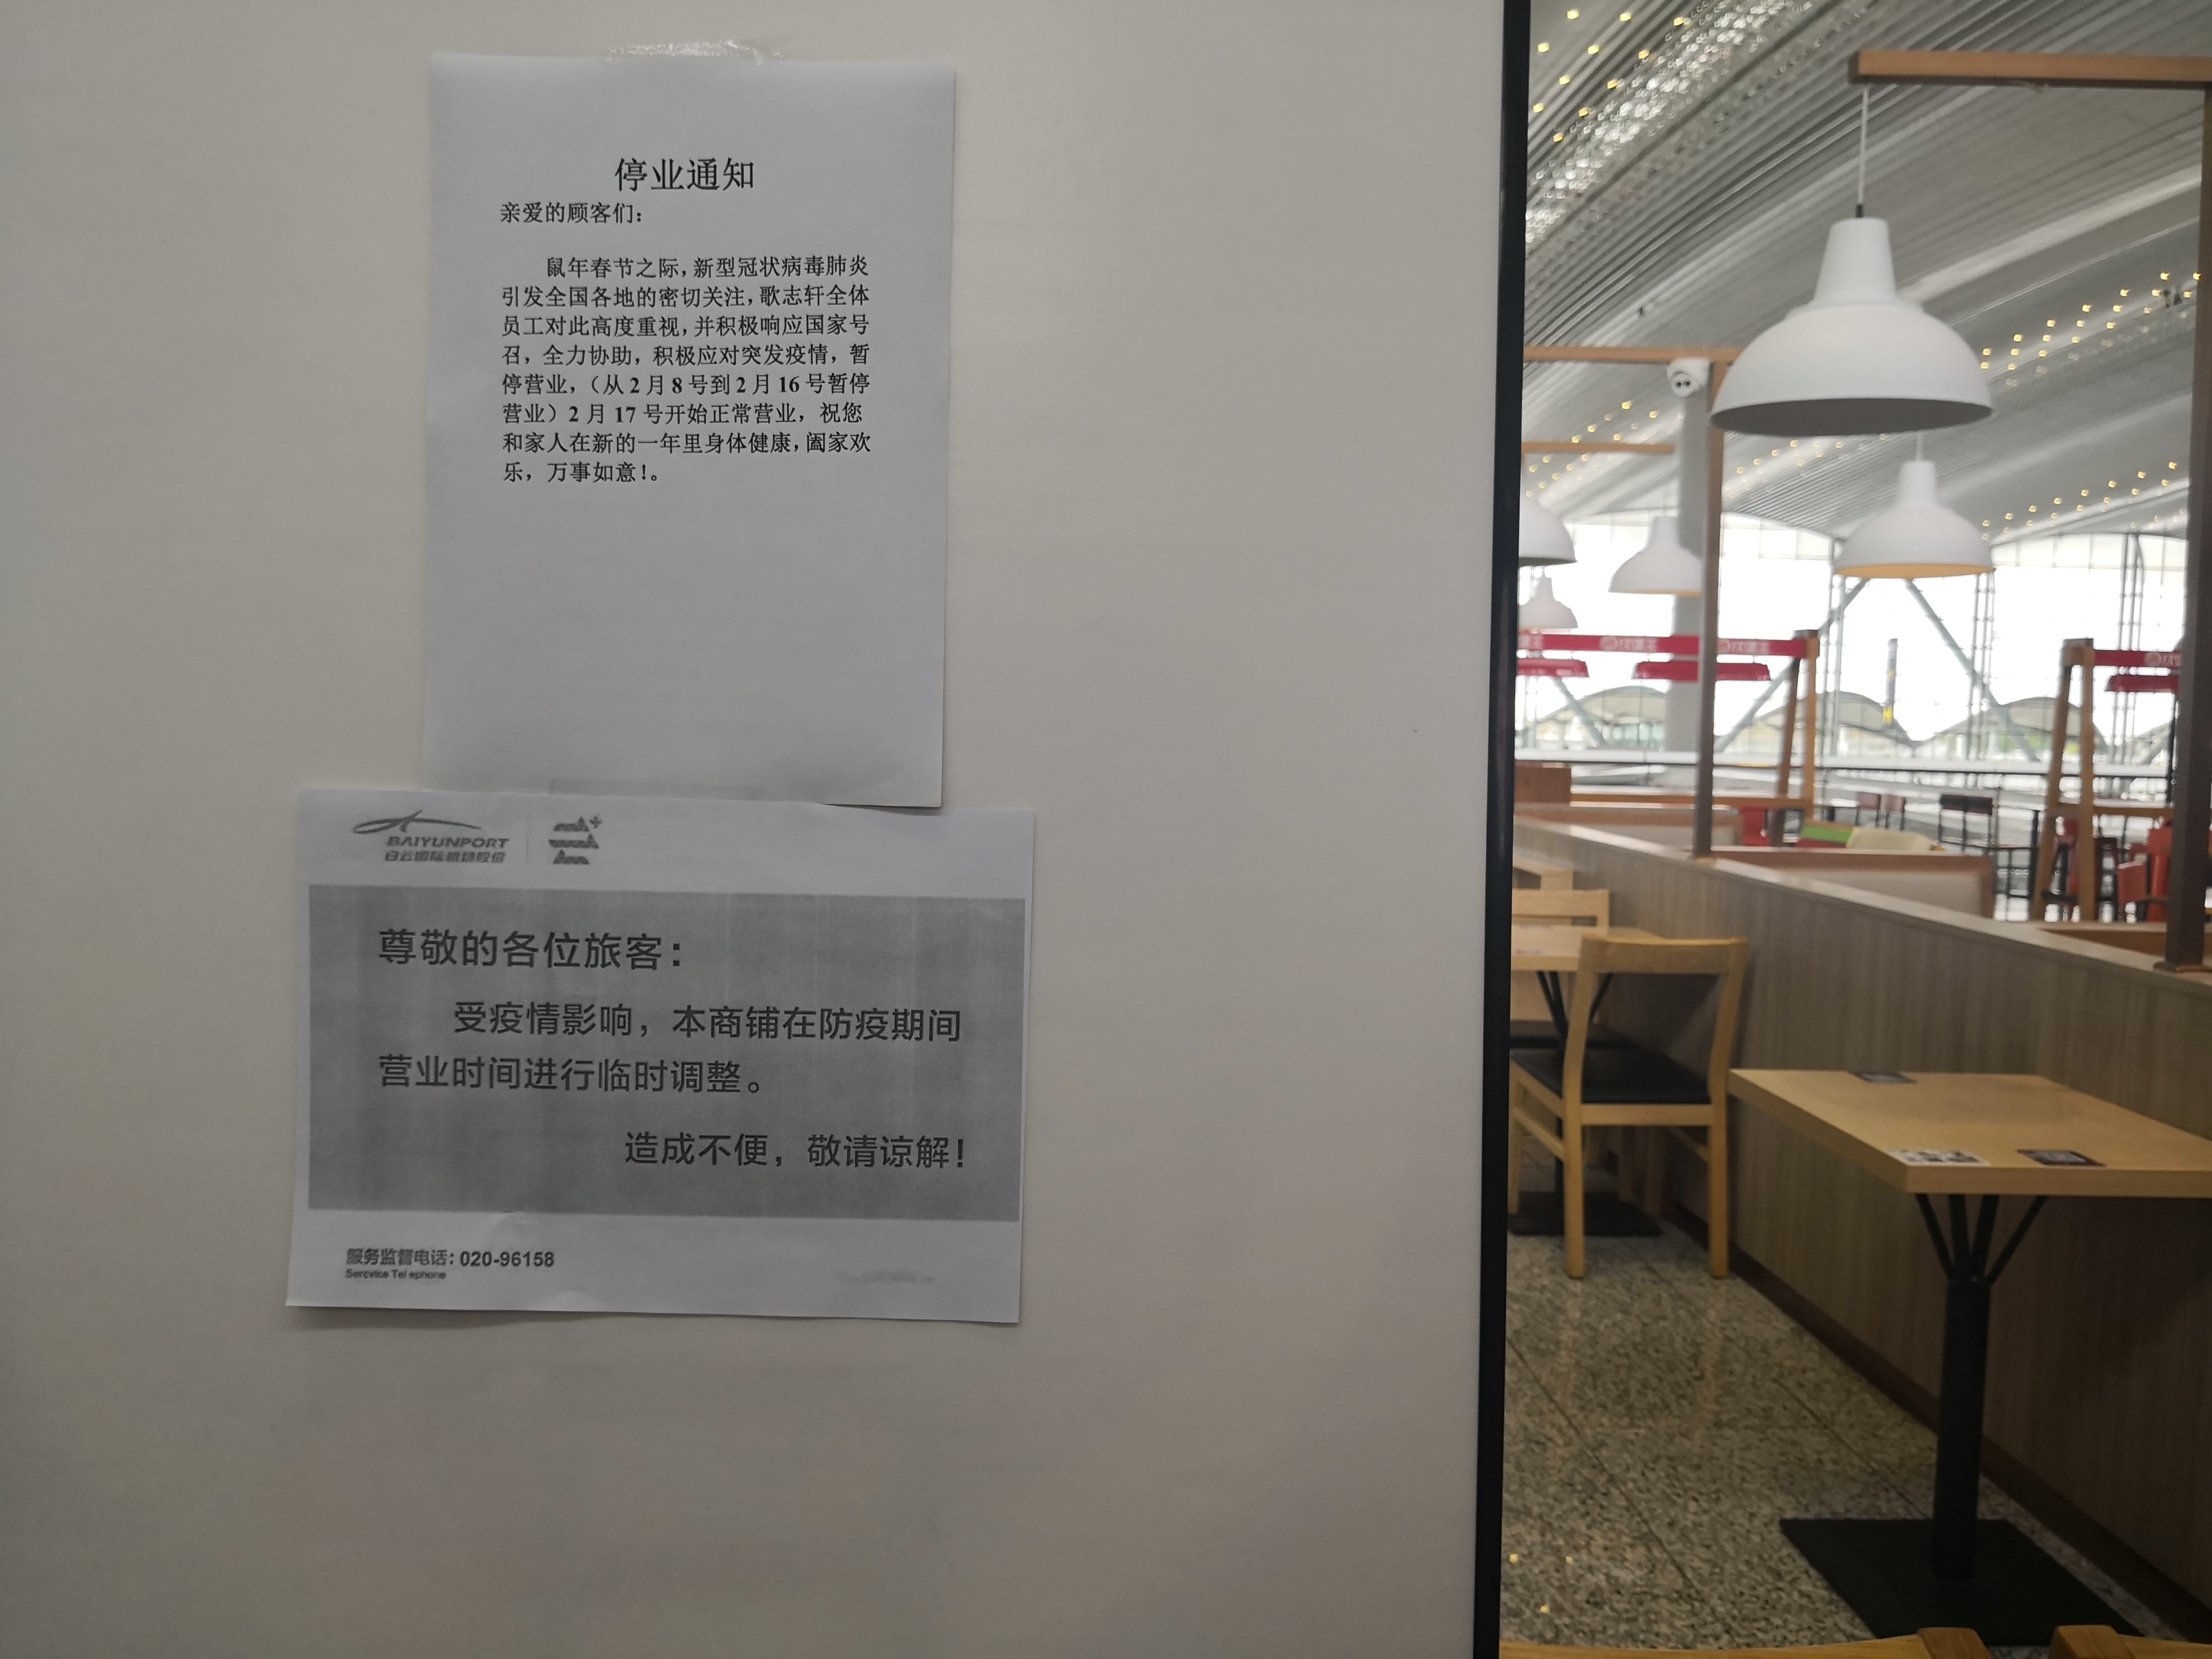 停业通知
亲爱的顾客们：
鼠年春节之际，新型冠状病毒肺炎
引发全国各地的密切关注，歌志轩全体
员工对此高度重视，并积极响应国家号
召，全力协助，积极应对突发疫情，暂
停营业，（从2月8号到2月16号暂停
营业）2月17号开始正常营业，祝您
和家人在新的一年里身体健康，阖家欢
乐，万事如意！。
BAIYUNPORT
白云国际机场股份
尊敬的各位旅客：
受疫情影响，本商铺在防疫期间
营业时间进行临时调整。
造成不便，敬请谅解！
服务监督电话：020-96158
Sercvice Tel ephone